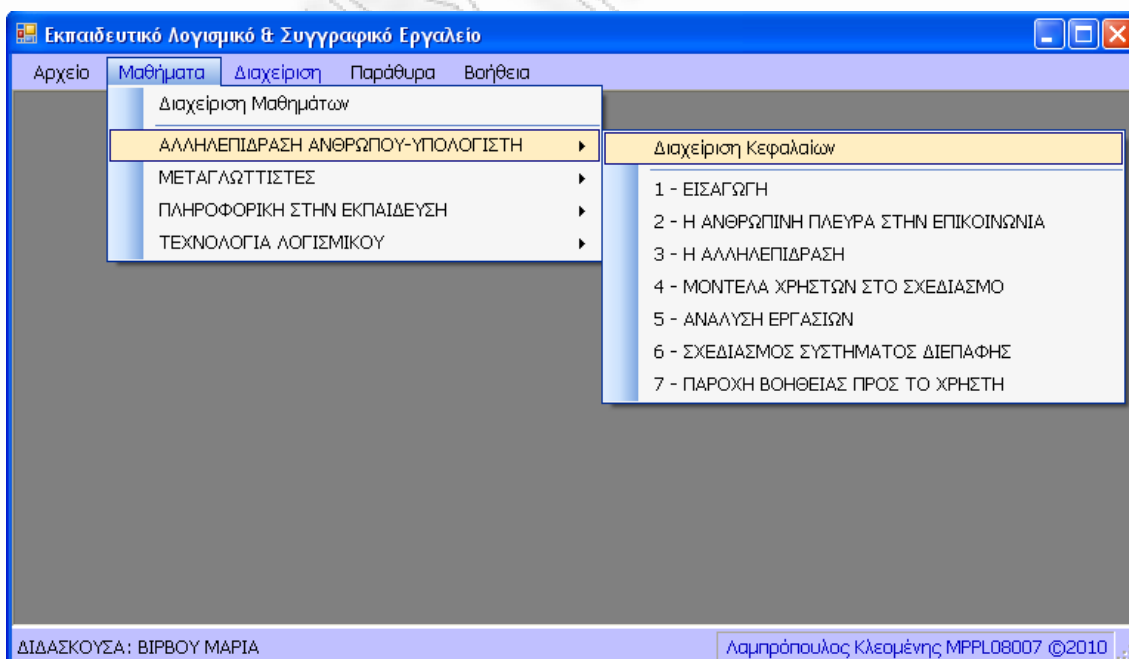 Εκπαιδευτικό Λογισμικό & Συγγραφικό Εργαλείο
Αρχείο Μαθήματα Διαχείριση Παράθυρα Βοήθεια
Διαχείριση Μαθημάτων
ΑΛΛΗΛΕΠΙΔΡΑΣΗ ΑΝΘΡΩΠΟΥ-ΥΠΟΛΟΓΙΣΤΗ
ΜΕΤΑΓΛΩΤΤΙΣΤΕΣ
ΠΛΗΡΟΦΟΡΙΚΗ ΣΤΗΝ ΕΚΠΑΙΔΕΥΣΗ
ΤΕΧΝΟΛΟΓΙΑ ΛΟΓΙΣΜΙΚΟΥ
Διαχείριση Κεφαλαίων
1 - ΕΙΣΑΓΩΓΗ
2 - Η ΑΝΘΡΩΠΙΝΗ ΠΛΕΥΡΑ ΣΤΗΝ ΕΠΙΚΟΙΝΩΝΙΑ
3 - Η ΑΛΛΗΛΕΠΙΔΡΑΣΗ
4 - ΜΟΝΤΕΛΑ ΧΡΗΣΤΩΝ ΣΤΟ ΣΧΕΔΙΑΣΜΟ
5 - ΑΝΑΛΥΣΗ ΕΡΓΑΣΙΩΝ
6 - ΣΧΕΔΙΑΣΜΟΣ ΣΥΣΤΗΜΑΤΟΣ ΔΙΕΠΑΦΗΣ
7 - ΠΑΡΟΧΗ ΒΟΗΘΕΙΑΣ ΠΡΟΣ ΤΟ ΧΡΗΣΤΗ
ΔΙΔΑΣΚΟΥΣΑ: ΒΙΡΒΟΥ ΜΑΡΙΑ
Λαμπρόπουλος Κλεομένης MPPL08007 ©2010